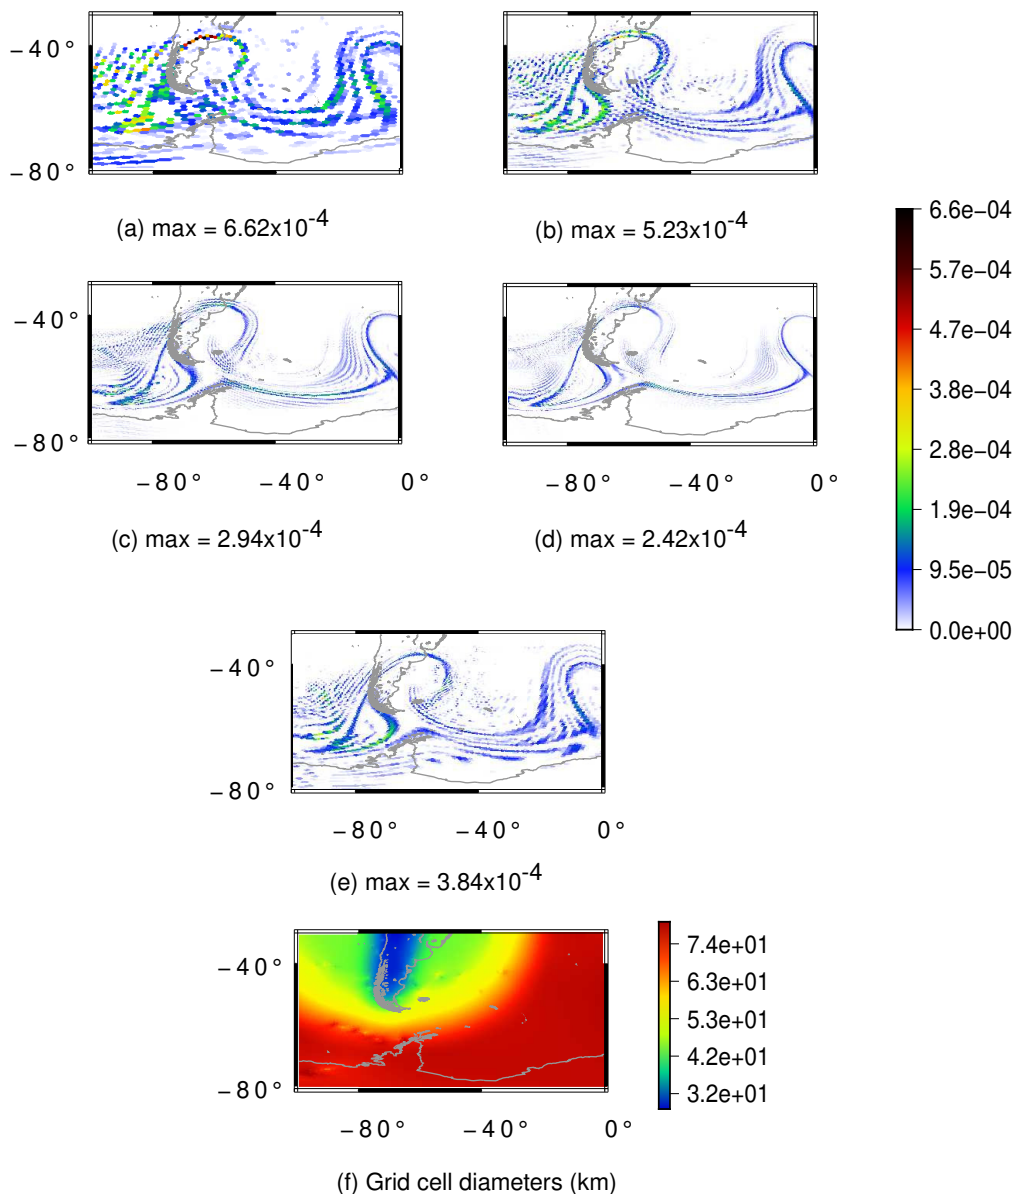 −40°
−80°
(a) max = 6.62x10-4
(b) max = 5.23x10-4
6.6e−04
5.7e−04
4.7e−04
3.8e−04
2.8e−04
1.9e−04
9.5e−05
0.0e+00
−40°
−80°
−80° −40° 0°
−80° −40° 0°
(c) max = 2.94x10-4
(d) max = 2.42x10-4
−40°
−80°
−80° −40° 0°
(e) max = 3.84x10-4
−40°
−80°
−80° −40° 0°
7.4e+01
6.3e+01
5.3e+01
4.2e+01
3.2e+01
(f) Grid cell diameters (km)